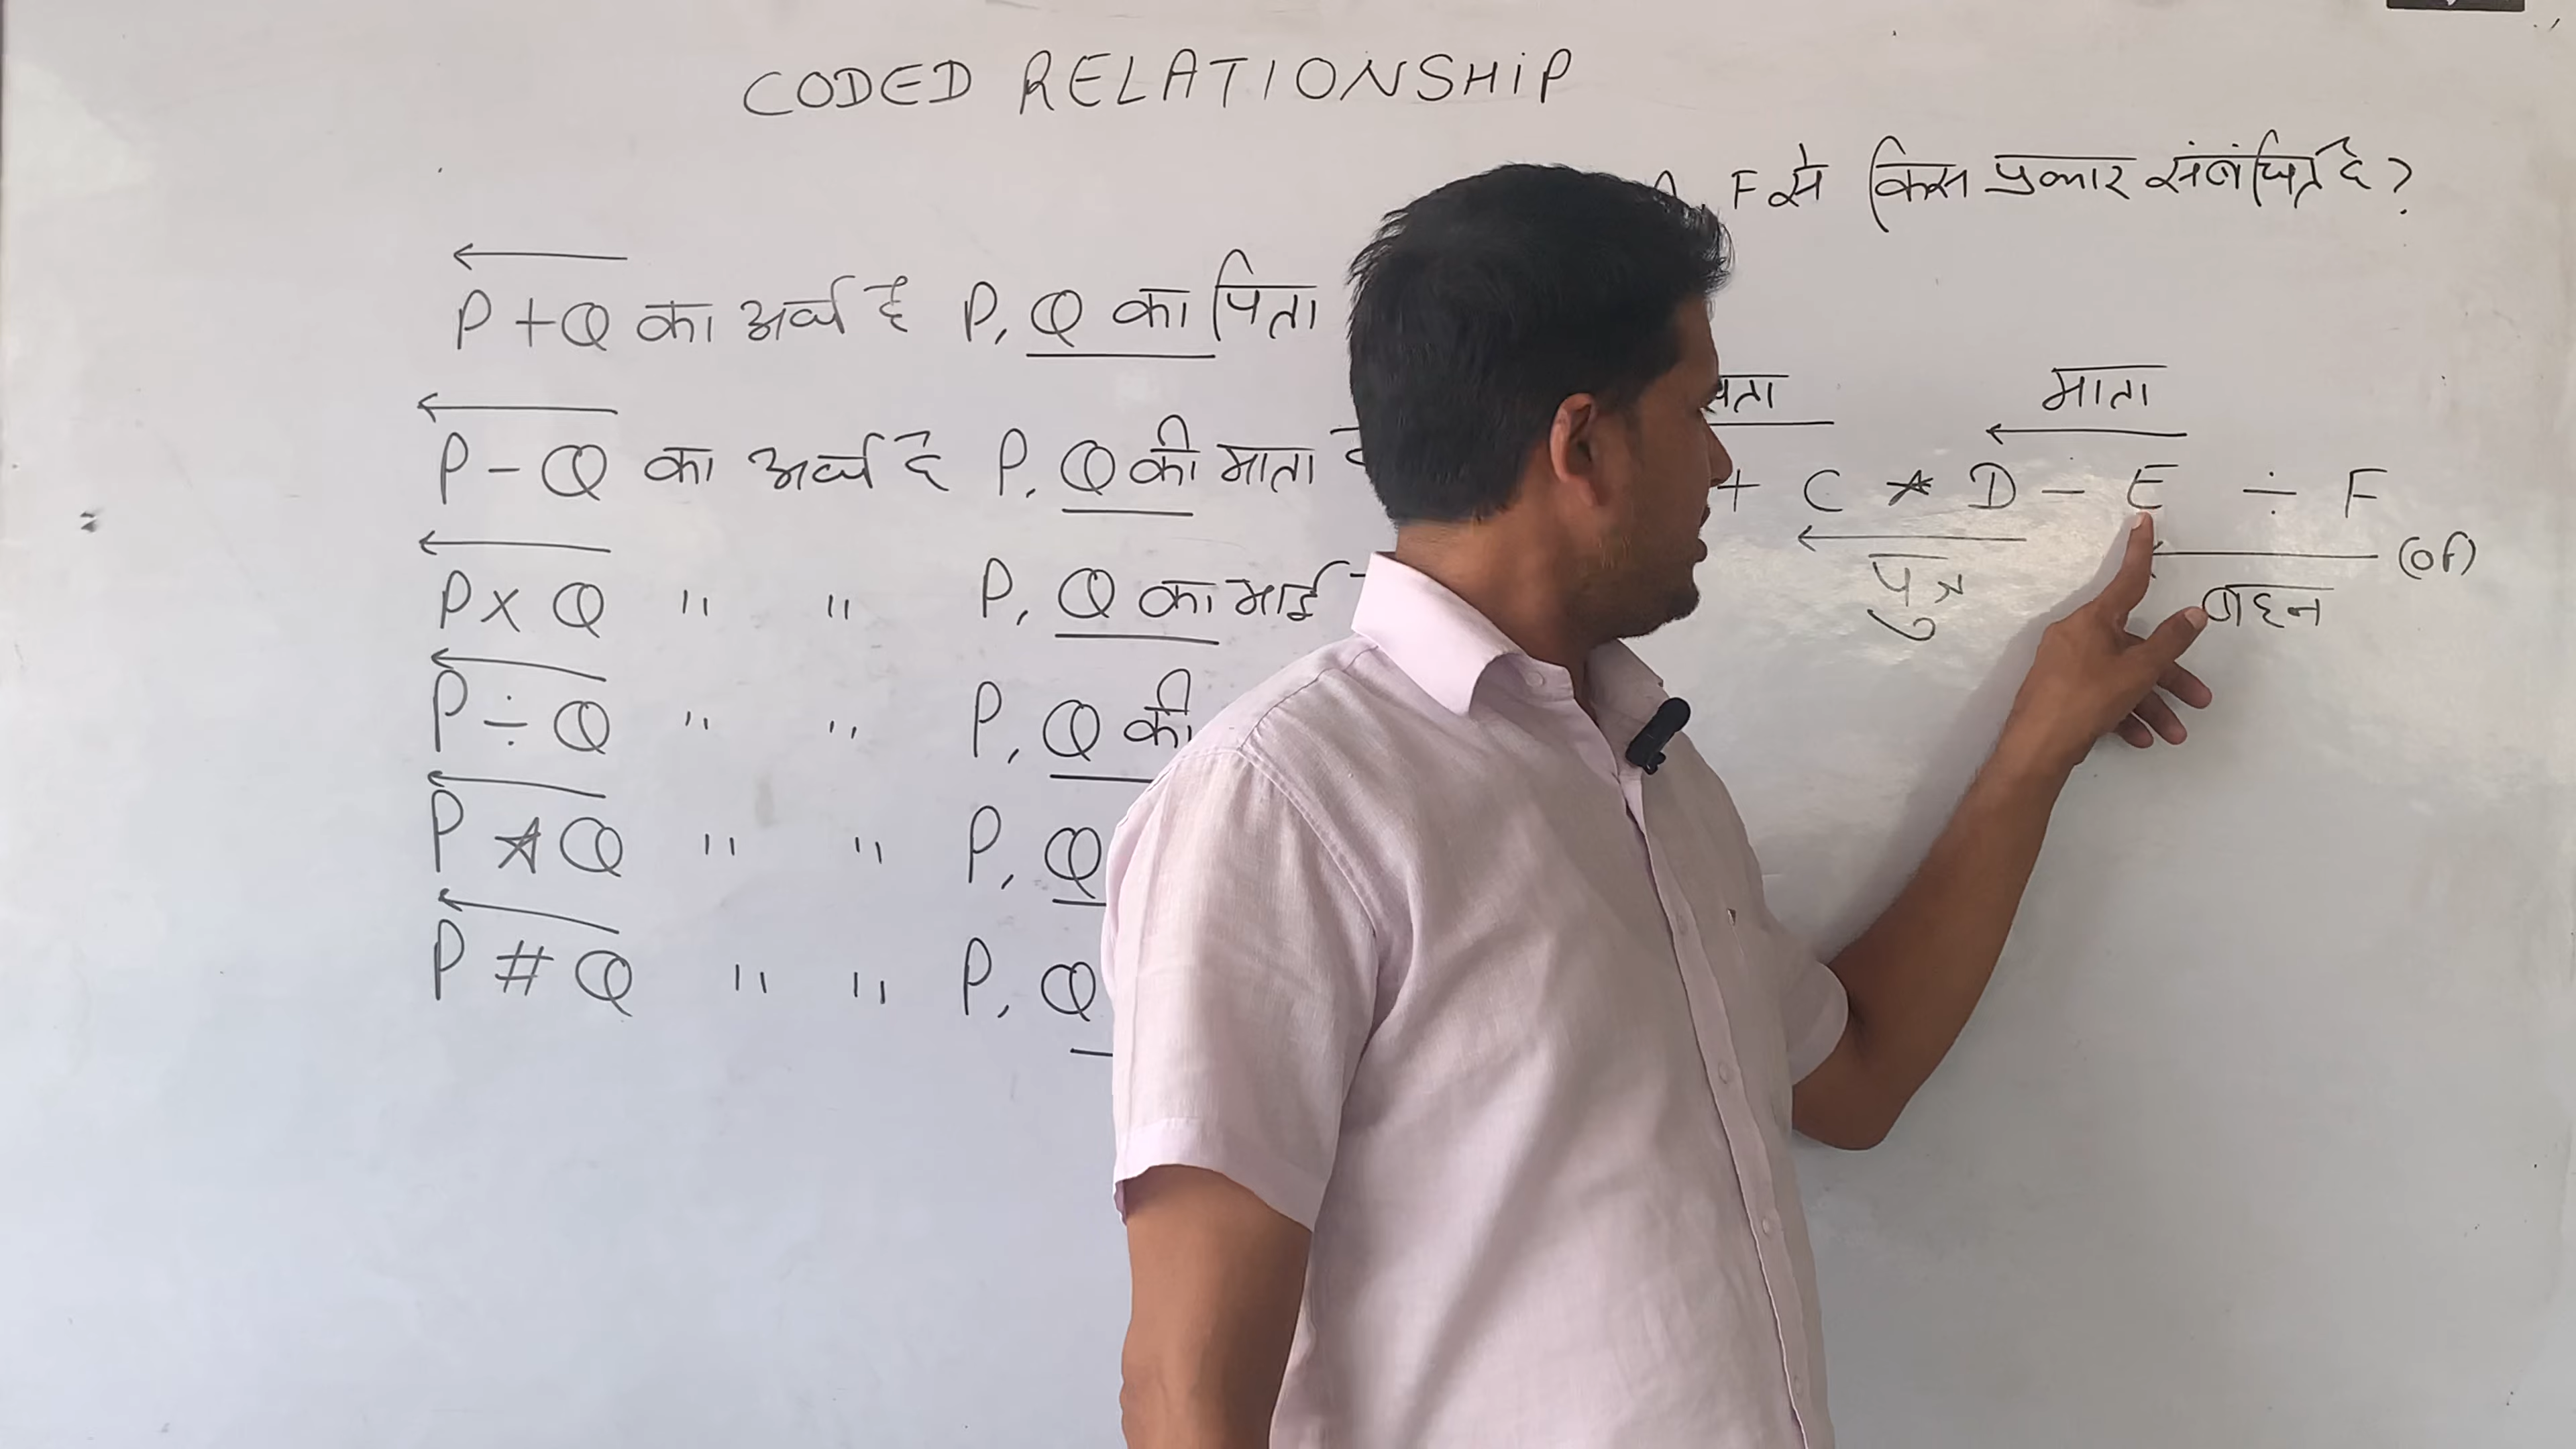 CODED RELATIONSHIP
F से किस प्रकार संबंधित है ?
P + Q का अर्थ है P, Q का पिता
P - Q का अर्थ है P, Q की माता
P × Q " " P, Q का भाई
P ÷ Q " " P, Q की
P ★ Q " " P, Q
P # Q " " P, Q
माता
+ C ★ D - E ÷ F
(of)
पुत्र
बहन